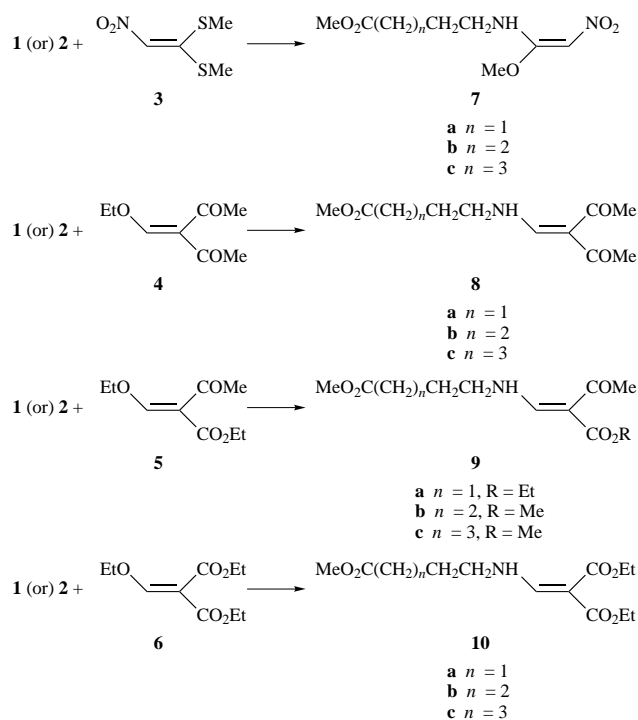 O₂N SMe
1 (or) 2 + SMe
3
MeO₂C(CH₂)ₙCH₂CH₂NH NO₂
MeO
7
a n = 1
b n = 2
c n = 3
EtO COMe
1 (or) 2 + COMe
4
MeO₂C(CH₂)ₙCH₂CH₂NH COMe
COMe
8
a n = 1
b n = 2
c n = 3
EtO COMe
1 (or) 2 + CO₂Et
5
MeO₂C(CH₂)ₙCH₂CH₂NH COMe
CO₂R
9
a n = 1, R = Et
b n = 2, R = Me
c n = 3, R = Me
EtO CO₂Et
1 (or) 2 + CO₂Et
6
MeO₂C(CH₂)ₙCH₂CH₂NH CO₂Et
CO₂Et
10
a n = 1
b n = 2
c n = 3